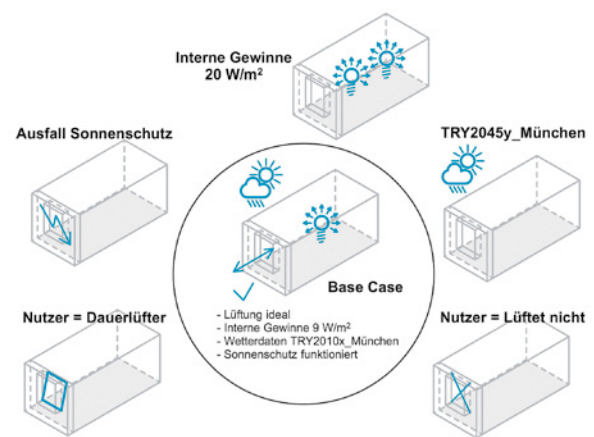 Interne Gewinne
20 W/m²
Ausfall Sonnenschutz
TRY2045y_München
Base Case
- Lüftung ideal
- Interne Gewinne 9 W/m²
- Wetterdaten TRY2010x_München
- Sonnenschutz funktioniert
Nutzer = Dauerlüfter
Nutzer = Lüftet nicht